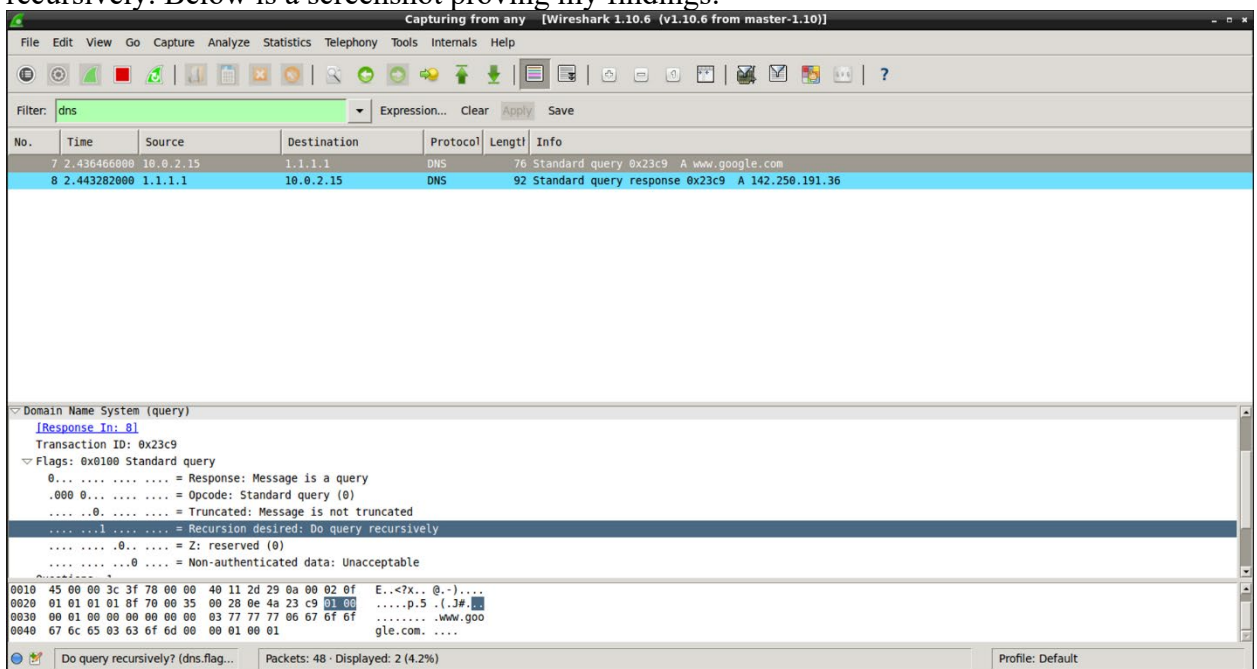 recursively. Below is a screenshot proving my findings.
Capturing from any [Wireshark 1.10.6 (v1.10.6 from master-1.10)]
File Edit View Go Capture Analyze Statistics Telephony Tools Internals Help
Filter: dns Expression... Clear Apply Save
No. Time Source Destination Protocol Length Info
7 2.436466000 10.0.2.15 1.1.1.1 DNS 76 Standard query 0x23c9 A www.google.com
8 2.443282000 1.1.1.1 10.0.2.15 DNS 92 Standard query response 0x23c9 A 142.250.191.36
Domain Name System (query)
[Response In: 8]
Transaction ID: 0x23c9
Flags: 0x0100 Standard query
0... .... .... .... = Response: Message is a query
.000 0... .... .... = Opcode: Standard query (0)
.... ..0. .... .... = Truncated: Message is not truncated
.... ...1 .... .... = Recursion desired: Do query recursively
.... .... .0.. .... = Z: reserved (0)
.... .... ...0 .... = Non-authenticated data: Unacceptable
0010 45 00 00 3c 3f 78 00 00 40 11 2d 29 0a 00 02 0f E..<?x.. @.-)....
0020 01 01 01 01 8f 70 00 35 00 28 0e 4a 23 c9 01 00 .....p.5 .(.J#...
0030 00 01 00 00 00 00 00 00 03 77 77 77 06 67 6f 6f ........ .www.goo
0040 67 6c 65 03 63 6f 6d 00 00 01 00 01 gle.com. ....
Do query recursively? (dns.flag... Packets: 48 · Displayed: 2 (4.2%) Profile: Default